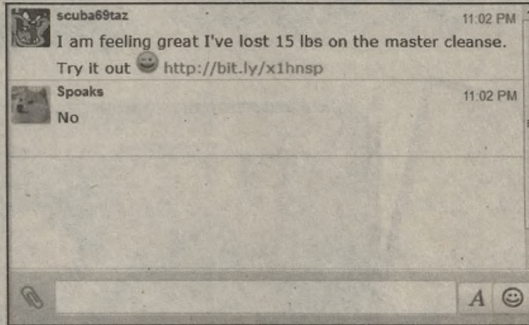 scuba69taz 11:02 PM
I am feeling great I've lost 15 lbs on the master cleanse.
Try it out http://bit.ly/x1hnsp
Spoaks 11:02 PM
No
A